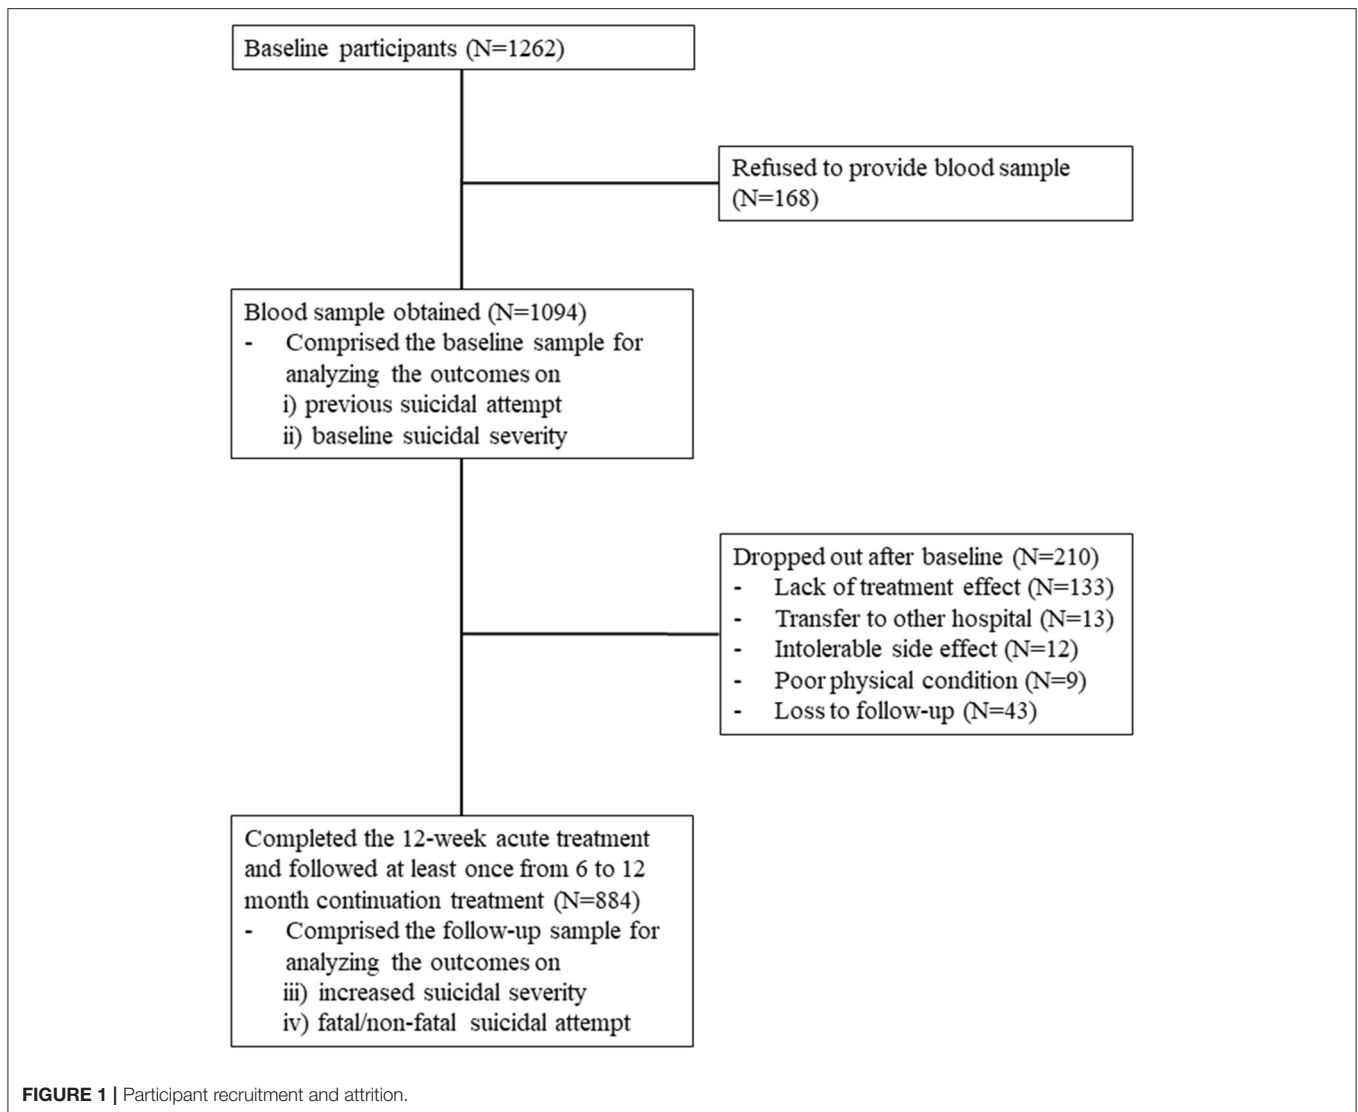 Baseline participants (N=1262)
Refused to provide blood sample
(N=168)
Blood sample obtained (N=1094)
- Comprised the baseline sample for
analyzing the outcomes on
i) previous suicidal attempt
ii) baseline suicidal severity
Dropped out after baseline (N=210)
- Lack of treatment effect (N=133)
- Transfer to other hospital (N=13)
- Intolerable side effect (N=12)
- Poor physical condition (N=9)
- Loss to follow-up (N=43)
Completed the 12-week acute treatment
and followed at least once from 6 to 12
month continuation treatment (N=884)
- Comprised the follow-up sample for
analyzing the outcomes on
iii) increased suicidal severity
iv) fatal/non-fatal suicidal attempt
FIGURE 1 | Participant recruitment and attrition.